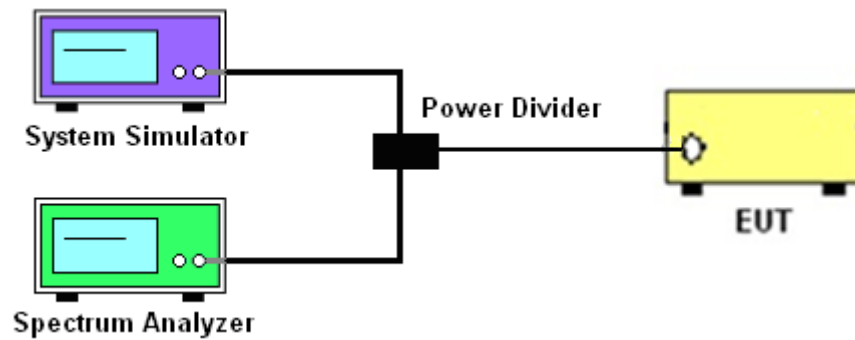 System Simulator
Power Divider
EUT
Spectrum Analyzer